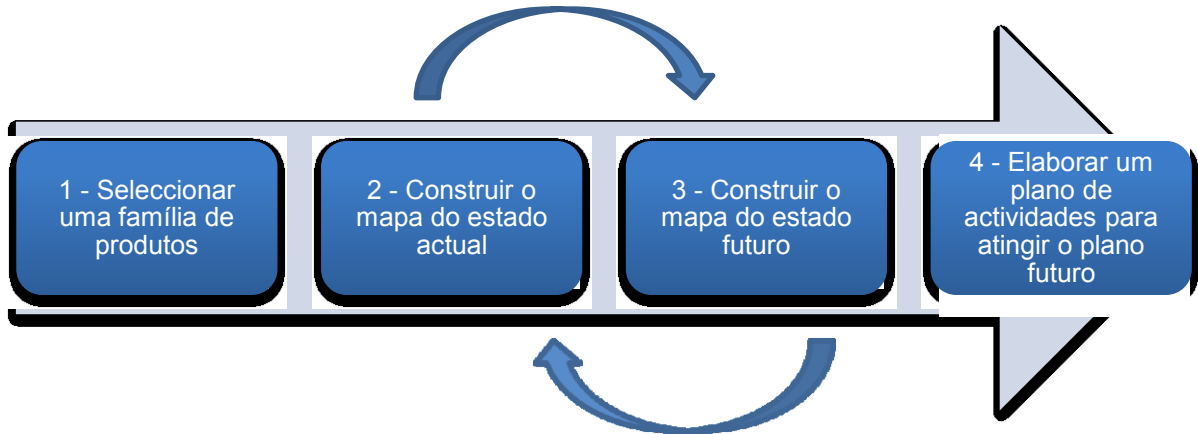 1 - Seleccionar
uma família de
produtos
2 - Construir o
mapa do estado
actual
3 - Construir o
mapa do estado
futuro
4 - Elaborar um
plano de
actividades para
atingir o plano
futuro